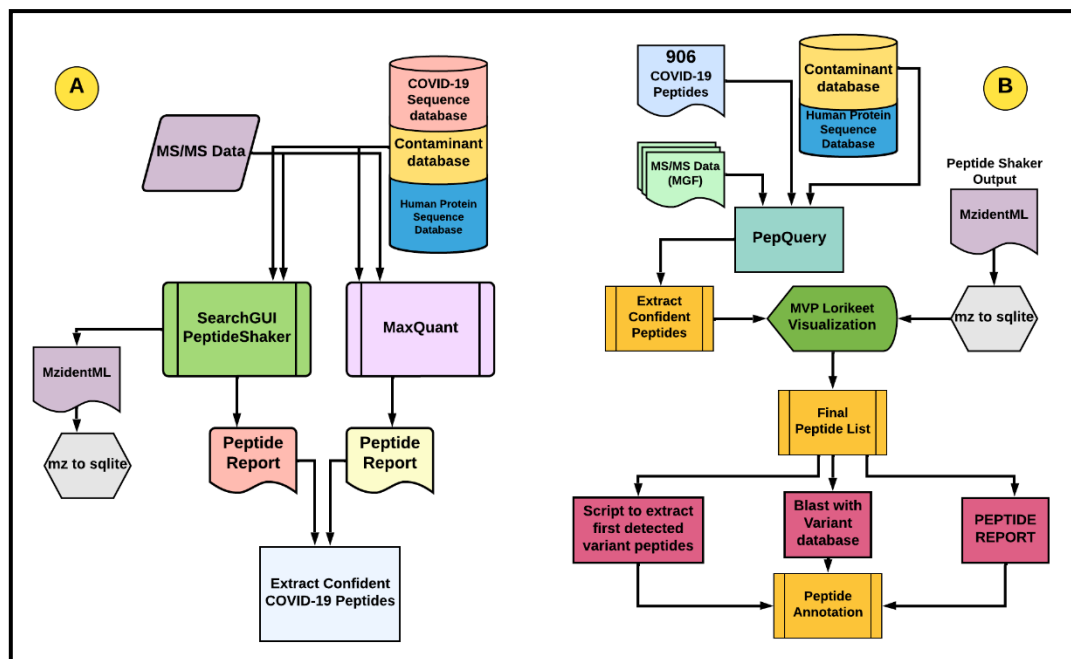 A
MS/MS Data
COVID-19
Sequence
database
Contaminant
database
Human Protein
Sequence
Database
SearchGUI
PeptideShaker
MaxQuant
MzidentML
mz to sqlite
Peptide
Report
Peptide
Report
Extract Confident
COVID-19 Peptides
B
906
COVID-19
Peptides
Contaminant
database
Human Protein
Sequence
Database
MS/MS Data
(MGF)
PepQuery
Peptide Shaker
Output
MzidentML
Extract
Confident
Peptides
MVP Lorikeet
Visualization
mz to sqlite
Final
Peptide List
Script to extract
first detected
variant peptides
Blast with
Variant
database
PEPTIDE
REPORT
Peptide
Annotation